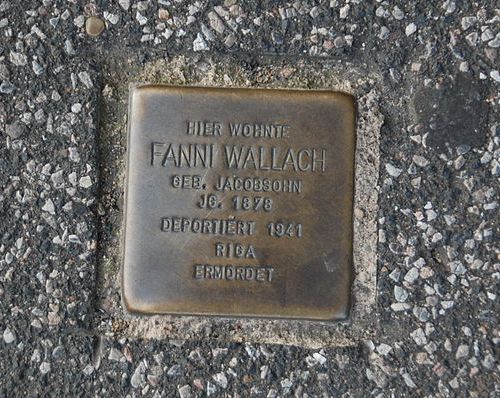 HIER WOHNTE
FANNI WALLACH
GEB. JACOBSOHN
JG. 1878
DEPORTIERT 1941
RIGA
ERMORDET